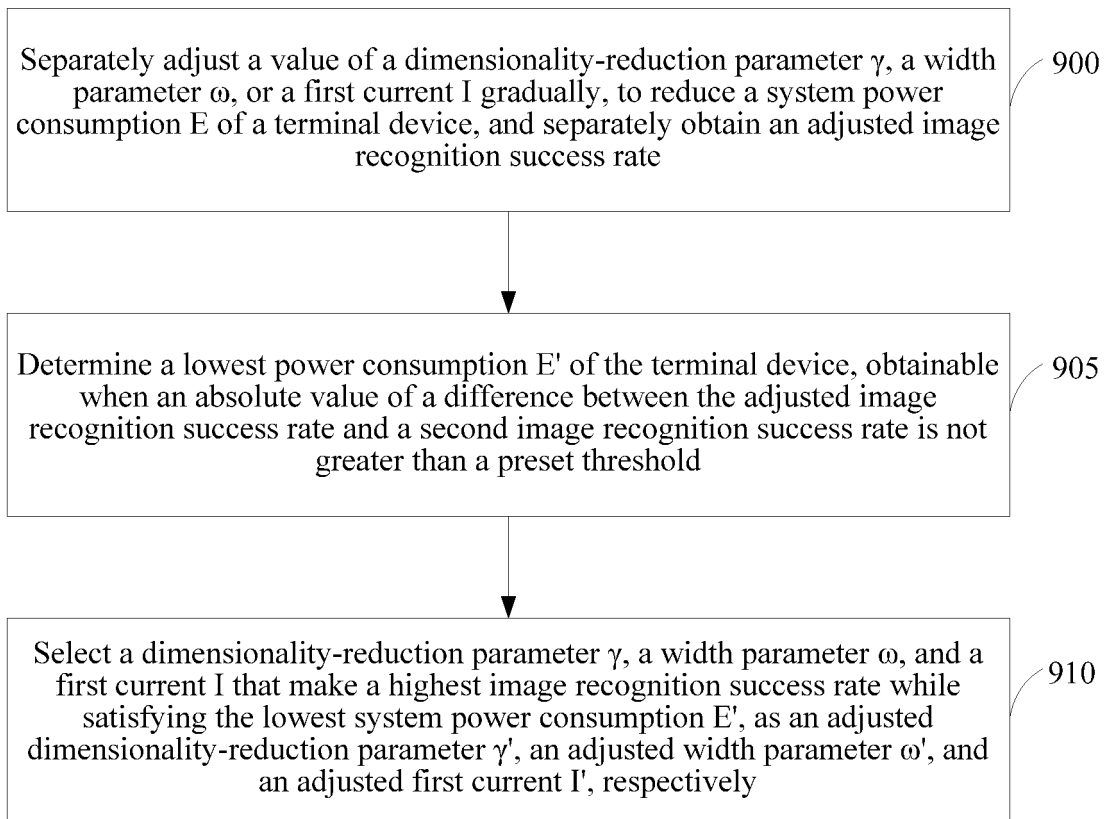 Separately adjust a value of a dimensionality-reduction parameter γ, a width
parameter ω, or a first current I gradually, to reduce a system power
consumption E of a terminal device, and separately obtain an adjusted image
recognition success rate
900
Determine a lowest power consumption E' of the terminal device, obtainable
when an absolute value of a difference between the adjusted image
recognition success rate and a second image recognition success rate is not
greater than a preset threshold
905
Select a dimensionality-reduction parameter γ, a width parameter ω, and a
first current I that make a highest image recognition success rate while
satisfying the lowest system power consumption E', as an adjusted
dimensionality-reduction parameter γ', an adjusted width parameter ω', and
an adjusted first current I', respectively
910